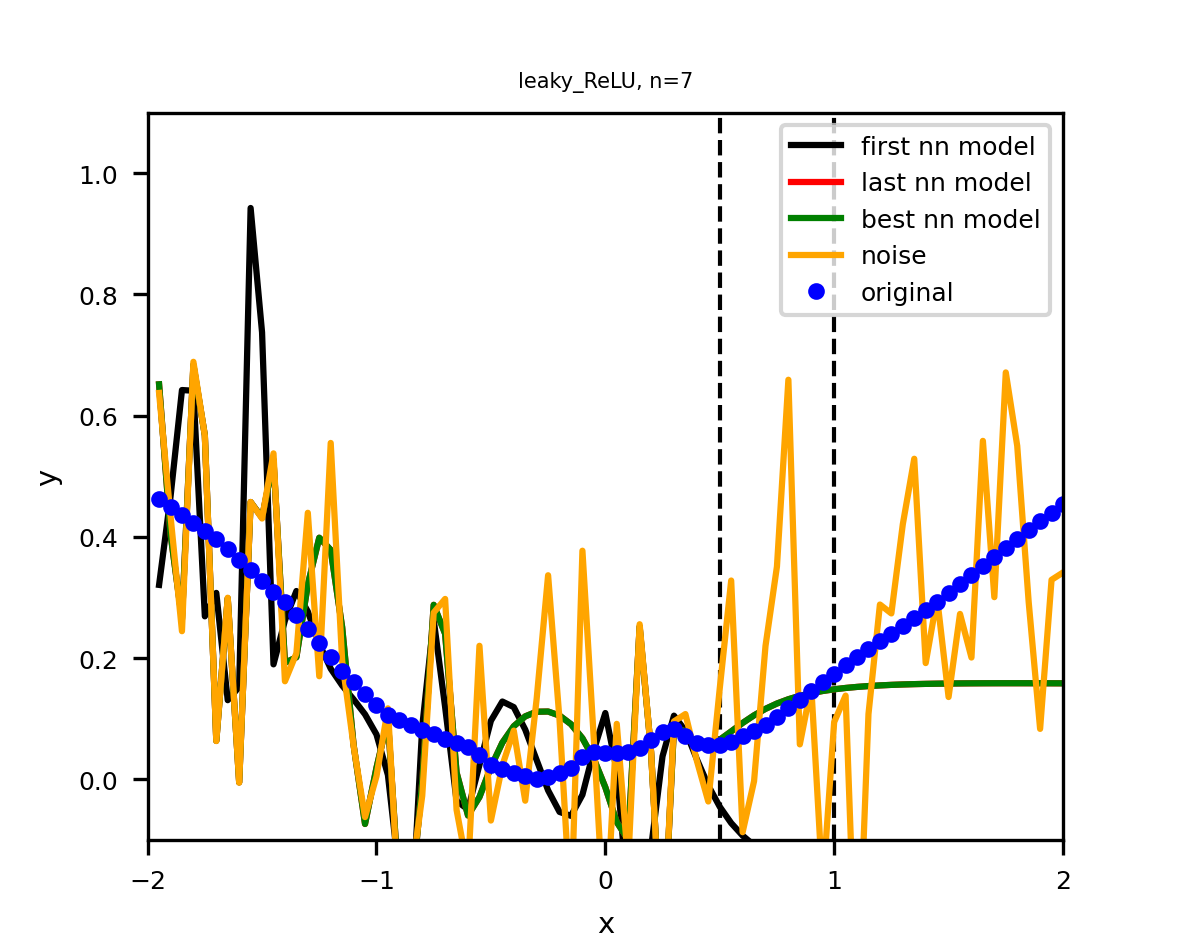 leaky_ReLU, n=7
first nn model
last nn model
best nn model
noise
original
1.0
0.8
0.6
0.4
0.2
0.0
y
−2
−1
0
1
2
x